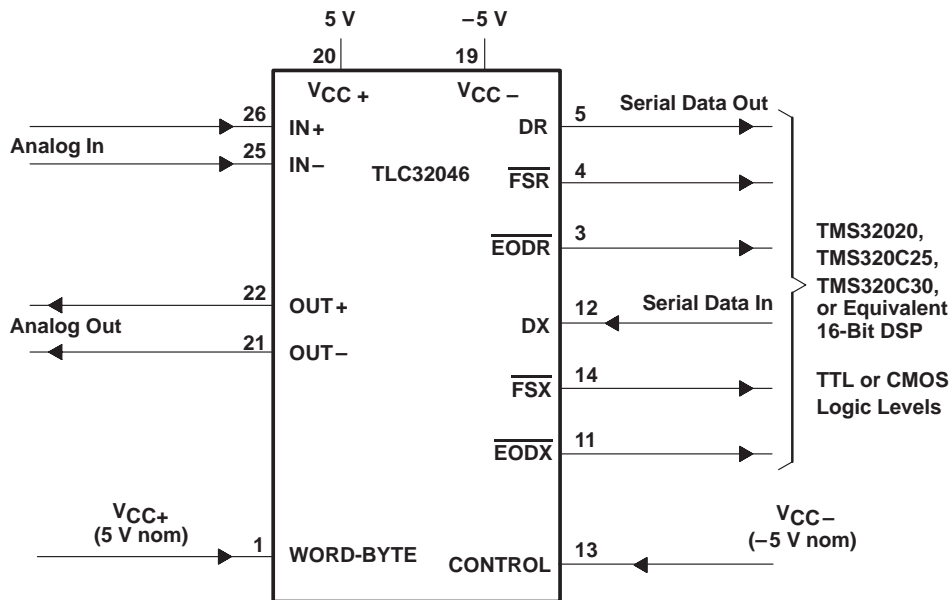 5 V
–5 V
20
19
VCC +
VCC –
26
IN+
Analog In
25
IN–
TLC32046
DR
5
Serial Data Out
FSR
4
EODR
3
22
OUT+
Analog Out
21
OUT–
DX
12
Serial Data In
FSX
14
EODX
11
TMS32020,
TMS320C25,
TMS320C30,
or Equivalent
16-Bit DSP
TTL or CMOS
Logic Levels
VCC+
(5 V nom)
1
WORD-BYTE
CONTROL
13
VCC–
(–5 V nom)